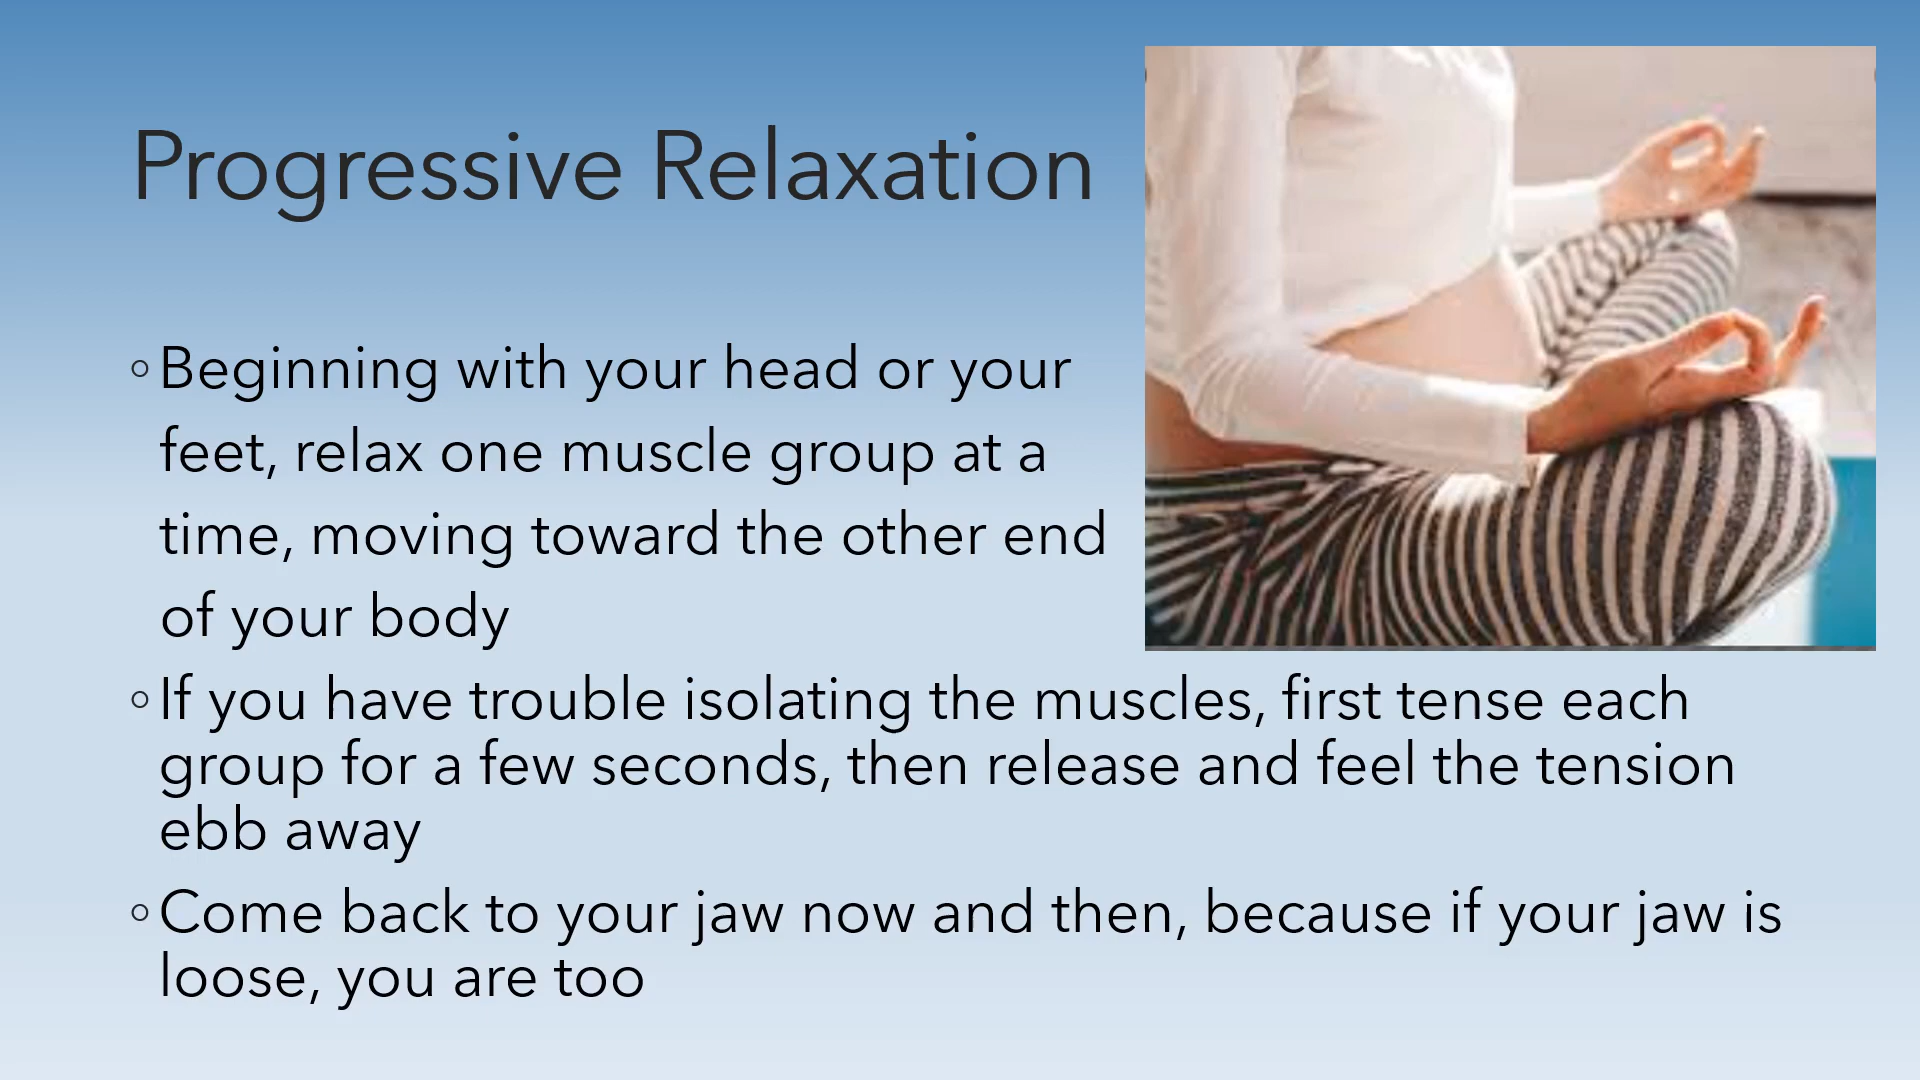 Progressive Relaxation
◦Beginning with your head or your
feet, relax one muscle group at a
time, moving toward the other end
of your body
◦If you have trouble isolating the muscles, first tense each
group for a few seconds, then release and feel the tension
ebb away
◦Come back to your jaw now and then, because if your jaw is
loose, you are too